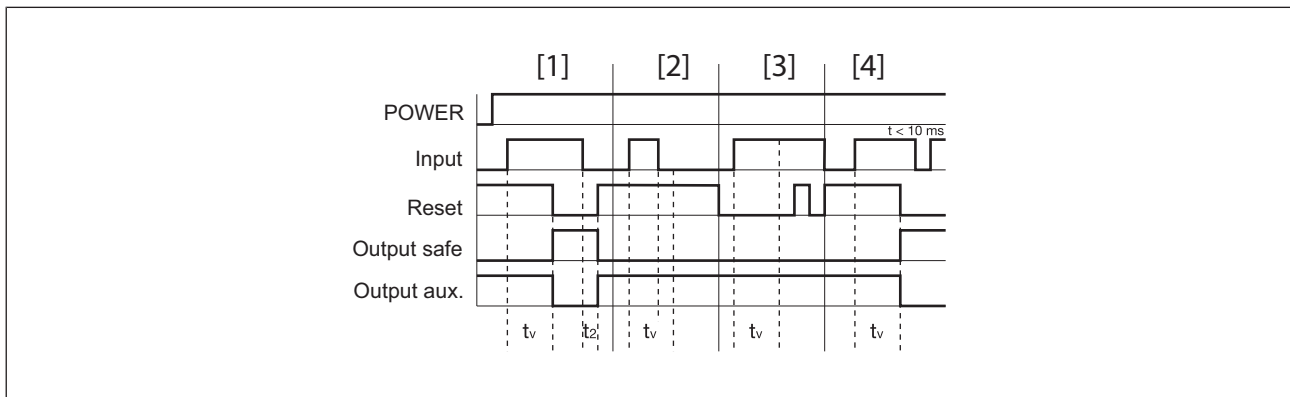 [1] [2] [3] [4]
POWER
t < 10 ms
Input
Reset
Output safe
Output aux.
tv t2 tv tv tv